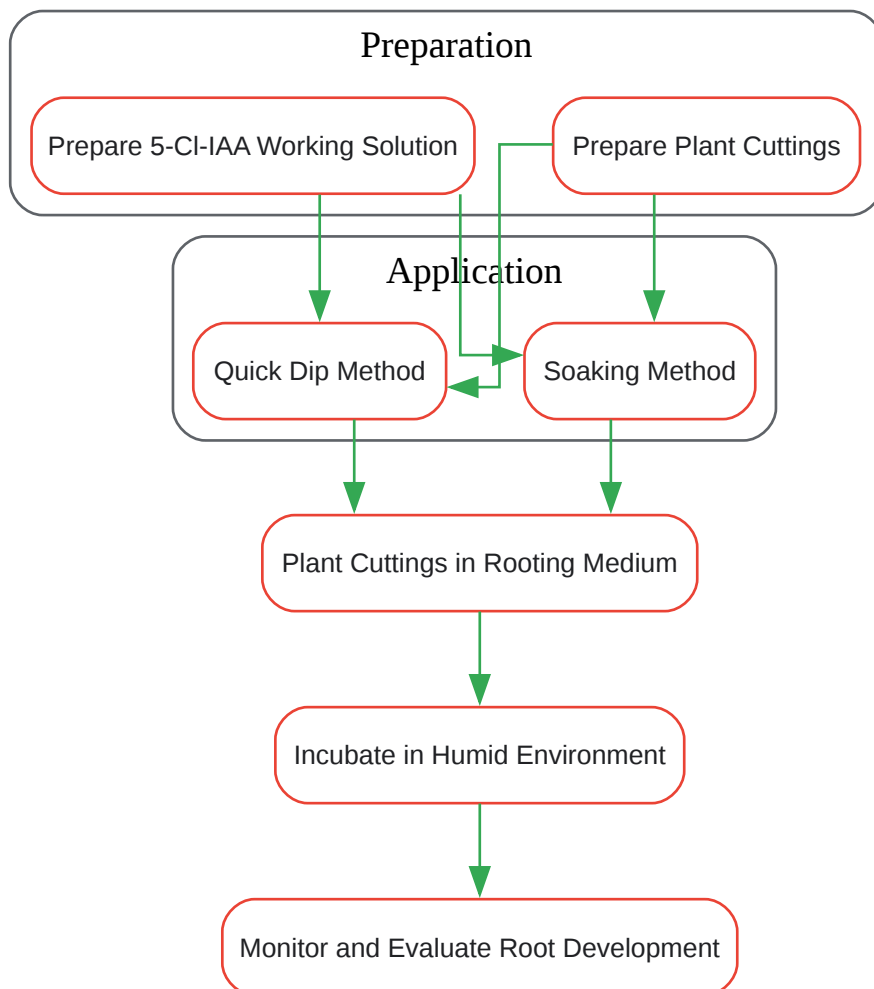 Preparation
Prepare 5-Cl-IAA Working Solution
Prepare Plant Cuttings
Application
Quick Dip Method
Soaking Method
Plant Cuttings in Rooting Medium
Incubate in Humid Environment
Monitor and Evaluate Root Development